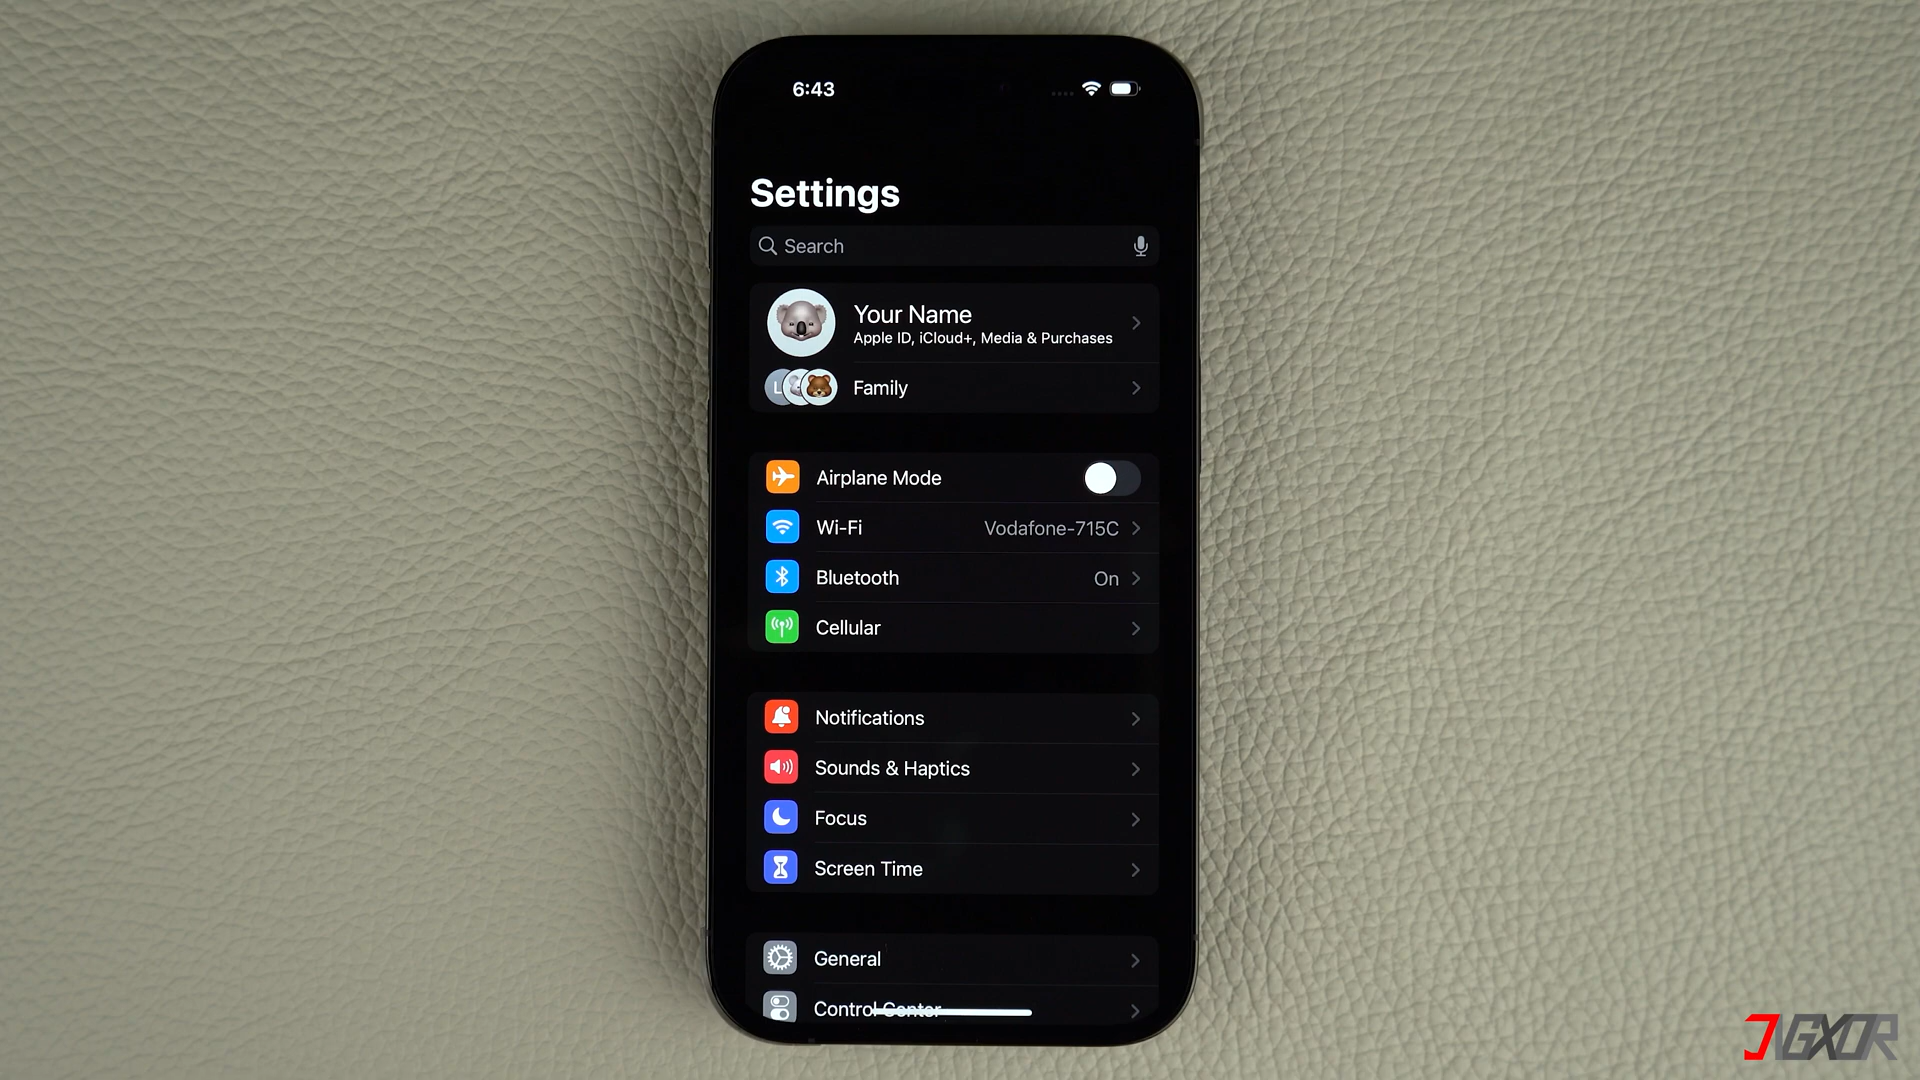 6:43
Settings
Search
Your Name
Apple ID, iCloud+, Media & Purchases
L
Family
Airplane Mode
Wi-Fi Vodafone-715C
Bluetooth On
Cellular
Notifications
Sounds & Haptics
Focus
Screen Time
General
Control Center
JIGXOR